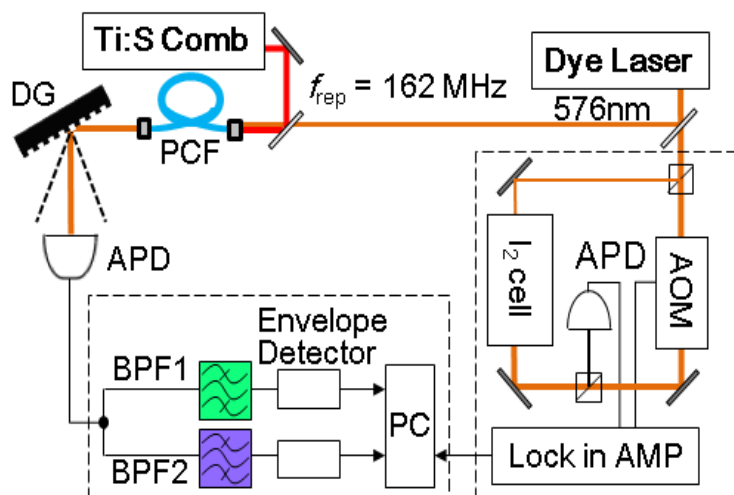 Ti:S Comb
Dye Laser
DG
f_rep = 162 MHz
576nm
PCF
APD
I₂ cell
APD
AOM
Envelope
Detector
BPF1
PC
BPF2
Lock in AMP